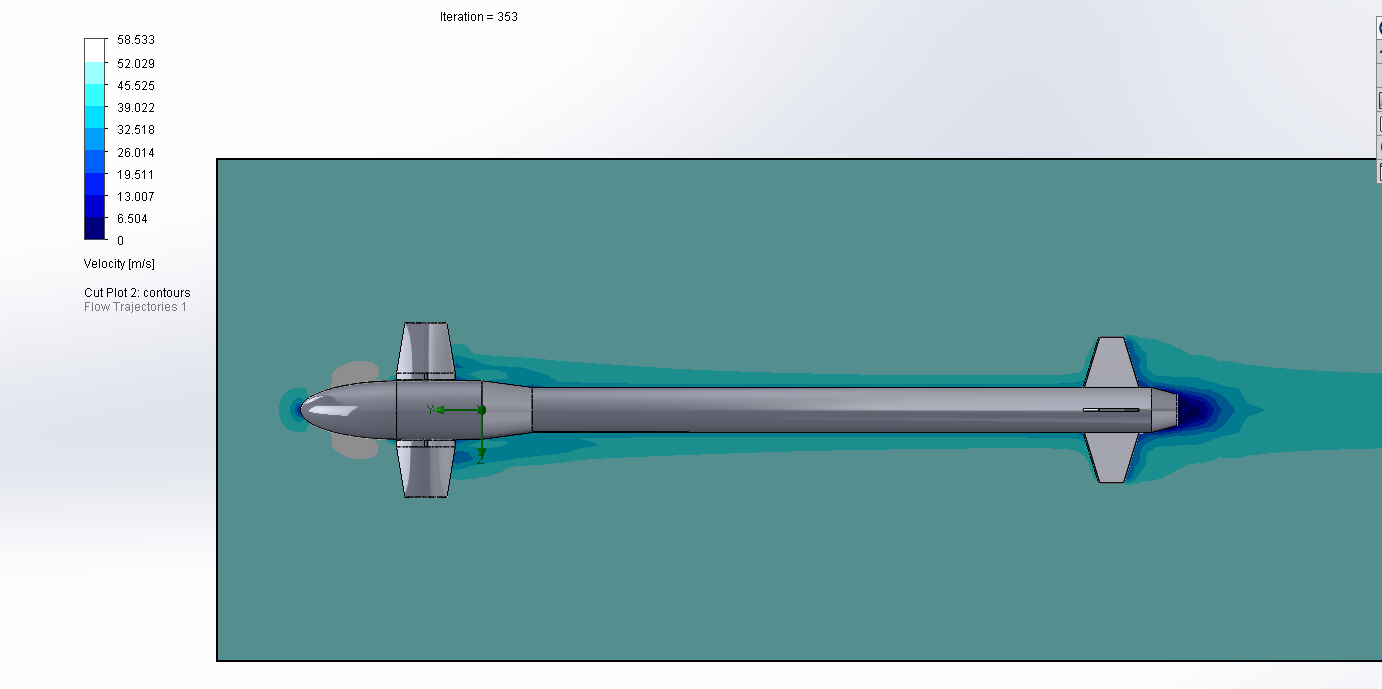 Iteration = 353
58.533
52.029
45.525
39.022
32.518
26.014
19.511
13.007
6.504
0
Velocity [m/s]
Cut Plot 2: contours
Flow Trajectories 1
Y
Z